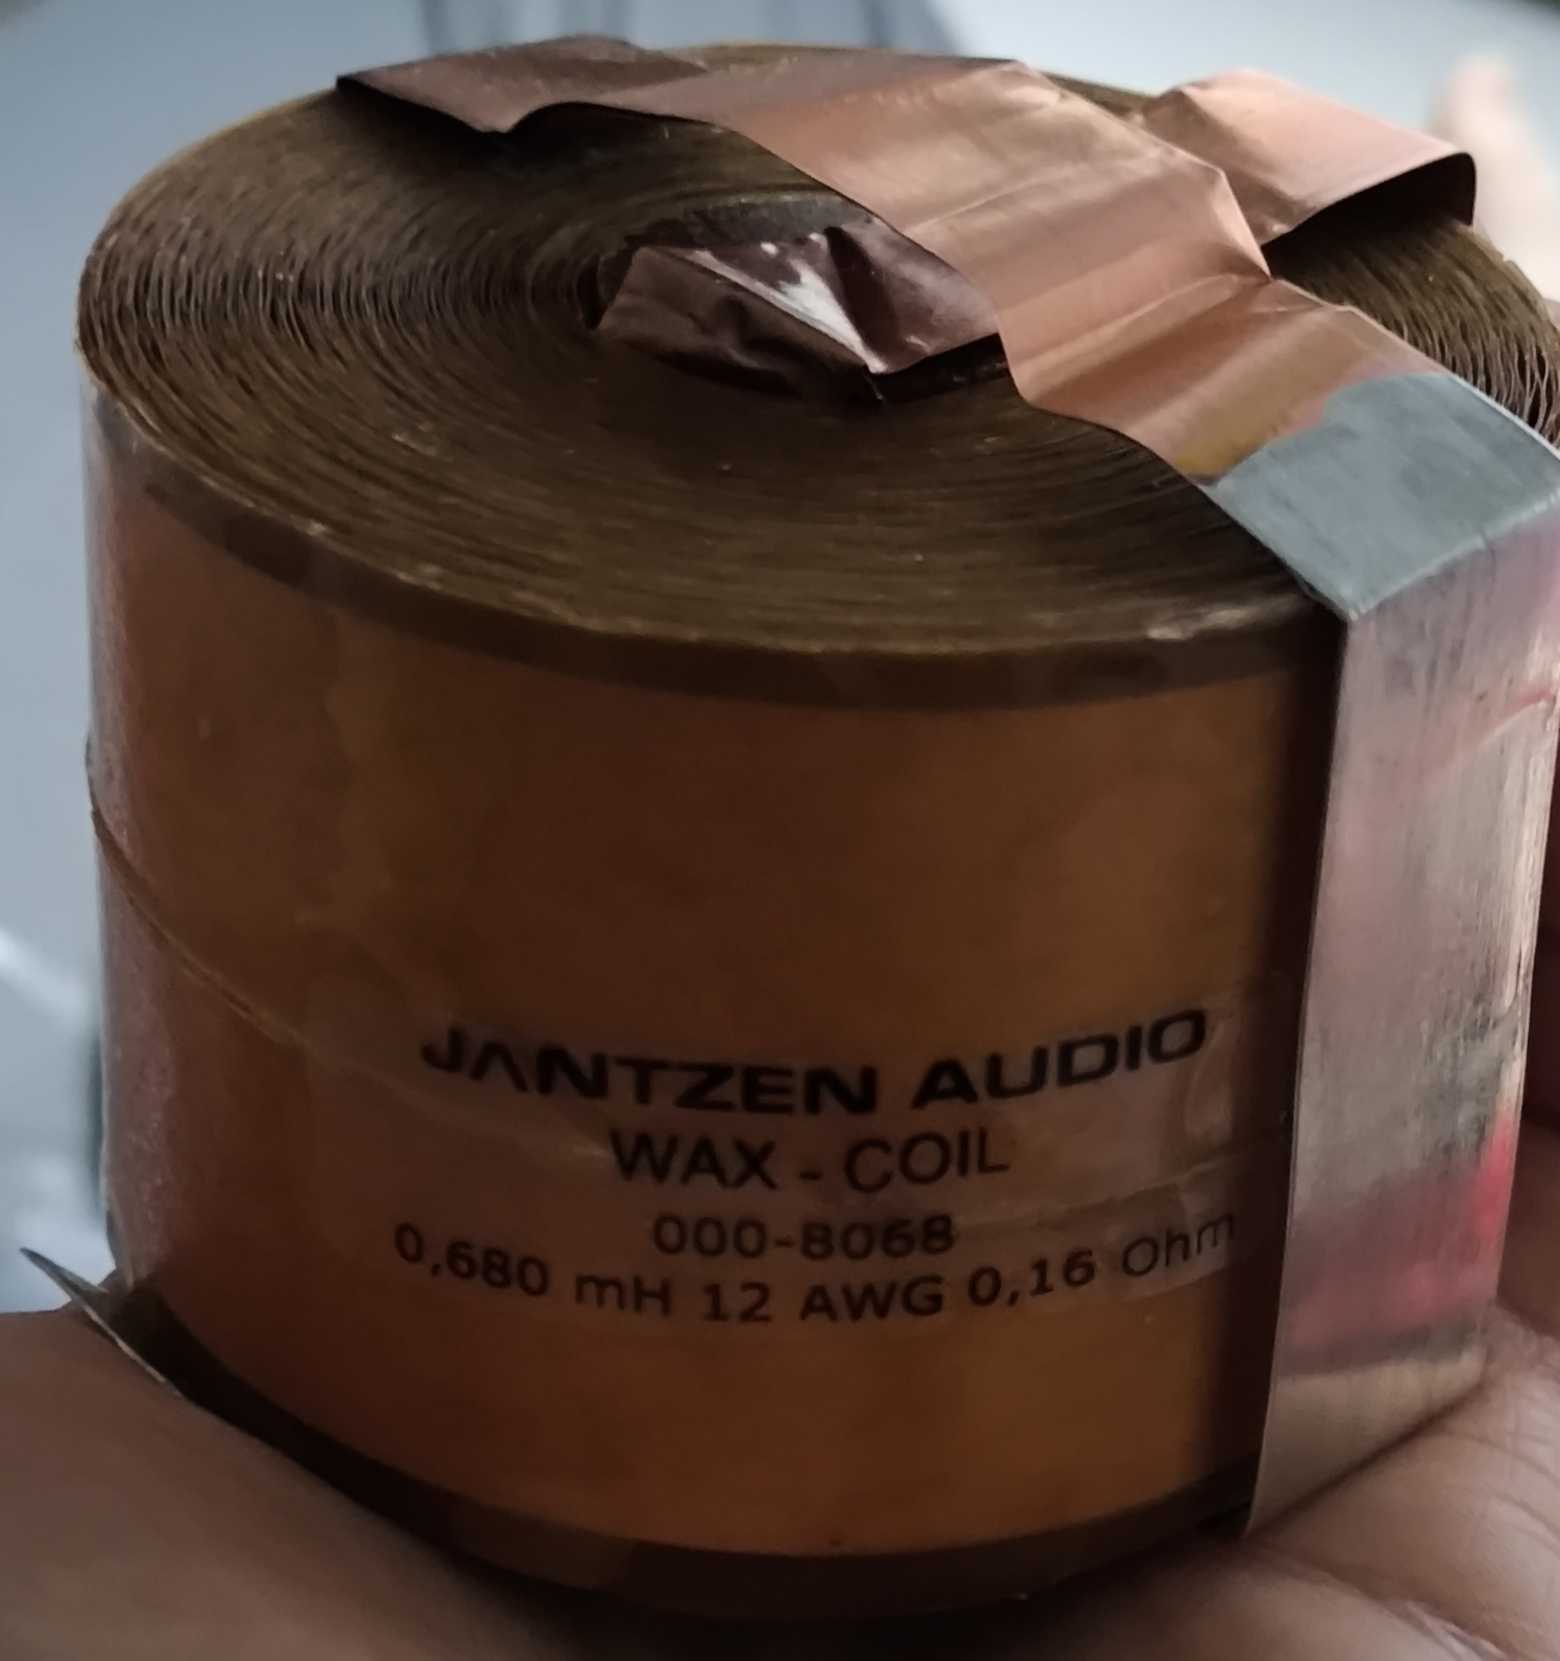 JANTZEN AUDIO
WAX - COIL
000-8068
0,680 mH 12 AWG 0,16 Ohm